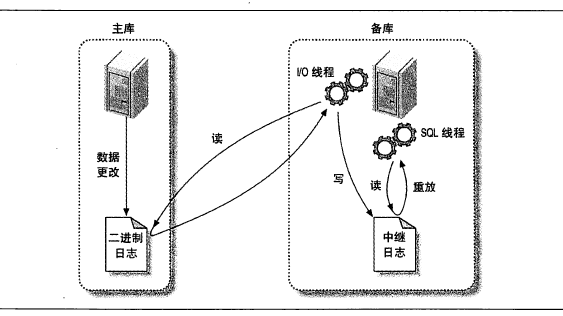 主库
备库
I/O 线程
SQL 线程
读
数据
更改
写
读
重放
二进制
日志
中继
日志